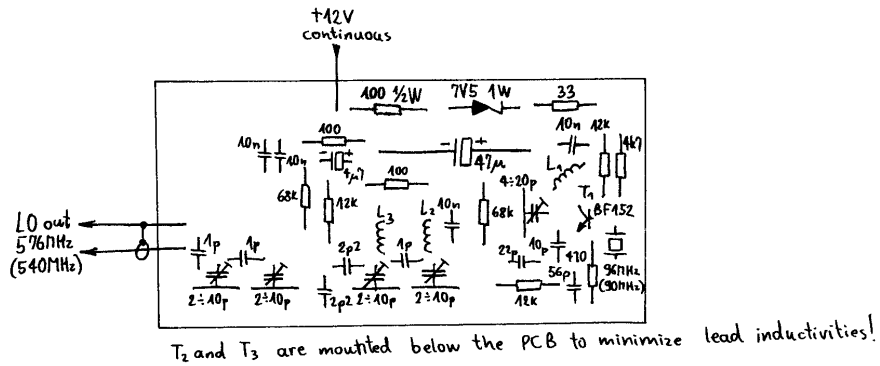 +12V
continuous
100 ½W
7V5 1W
33
100
10n
10n
4µ7
47µ
10n
12k
4k7
L1
100
68k
12k
L3
L2
10n
68k
4÷20p
T1
BF152
LO out
576MHz
(540MHz)
1p
1p
2p2
1p
22p
10p
470
56p
96MHz
(90MHz)
2÷10p
2÷10p
2p2
2÷10p
2÷10p
12k
T2 and T3 are mounted below the PCB to minimize lead inductivities!